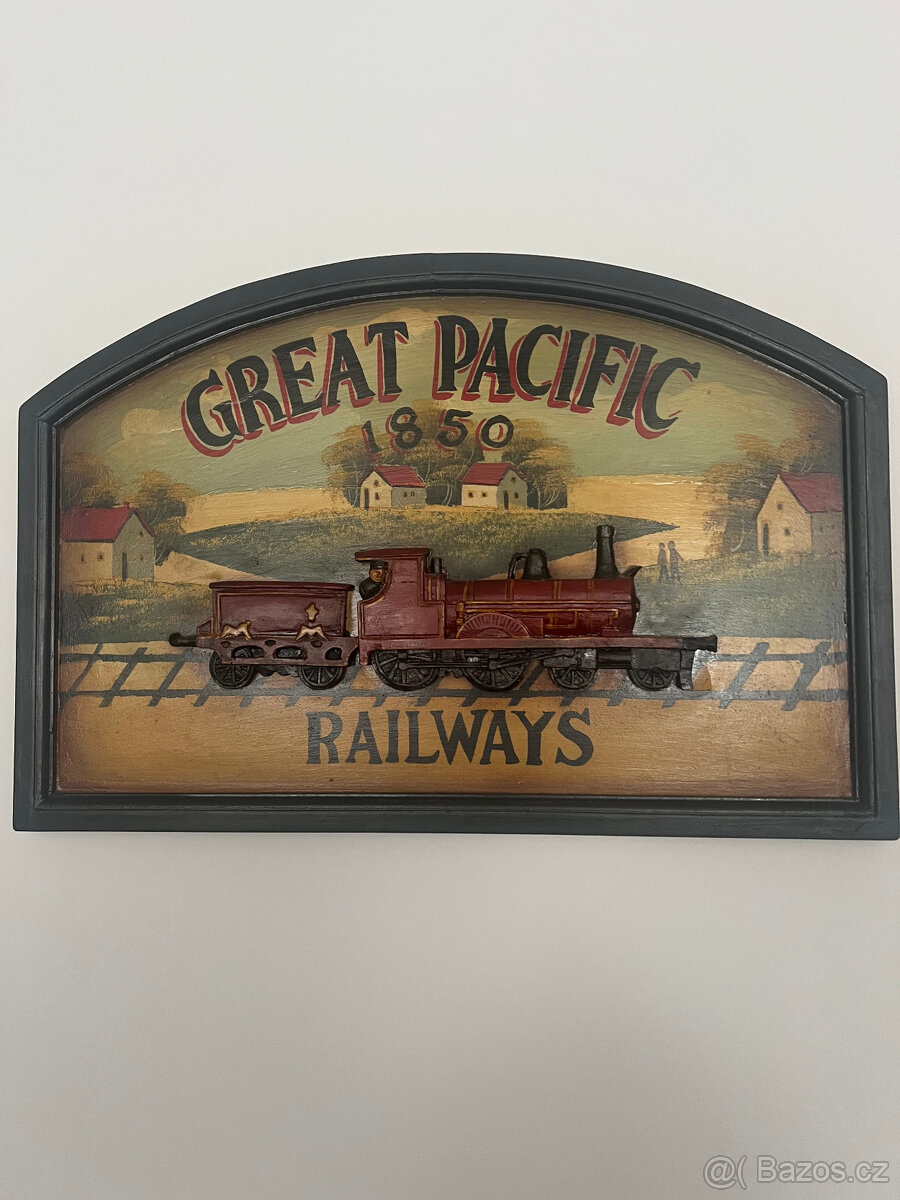 GREAT PACIFIC
1850
RAILWAYS
@( Bazos.cz